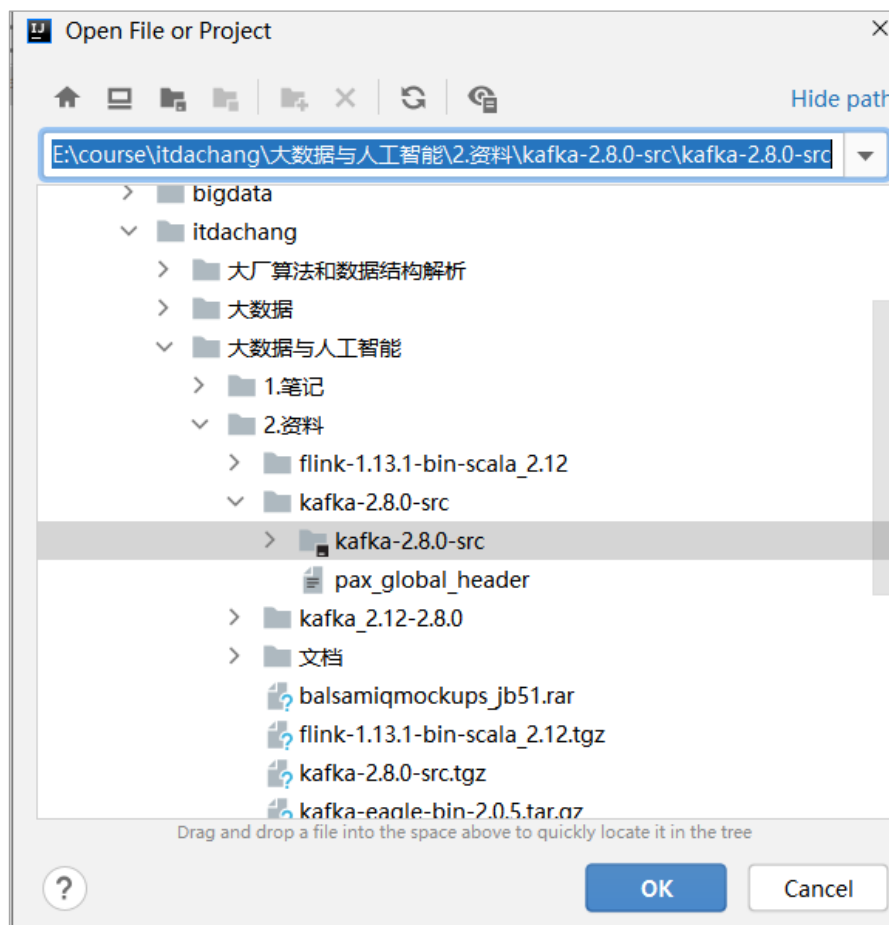 IJ Open File or Project
Hide path
E:\course\itdachang\大数据与人工智能\2.资料\kafka-2.8.0-src\kafka-2.8.0-src
bigdata
itdachang
大厂算法和数据结构解析
大数据
大数据与人工智能
1.笔记
2.资料
flink-1.13.1-bin-scala_2.12
kafka-2.8.0-src
kafka-2.8.0-src
pax_global_header
kafka_2.12-2.8.0
文档
balsamiqmockups_jb51.rar
flink-1.13.1-bin-scala_2.12.tgz
kafka-2.8.0-src.tgz
kafka-eagle-bin-2.0.5.tar.gz
Drag and drop a file into the space above to quickly locate it in the tree
? OK Cancel